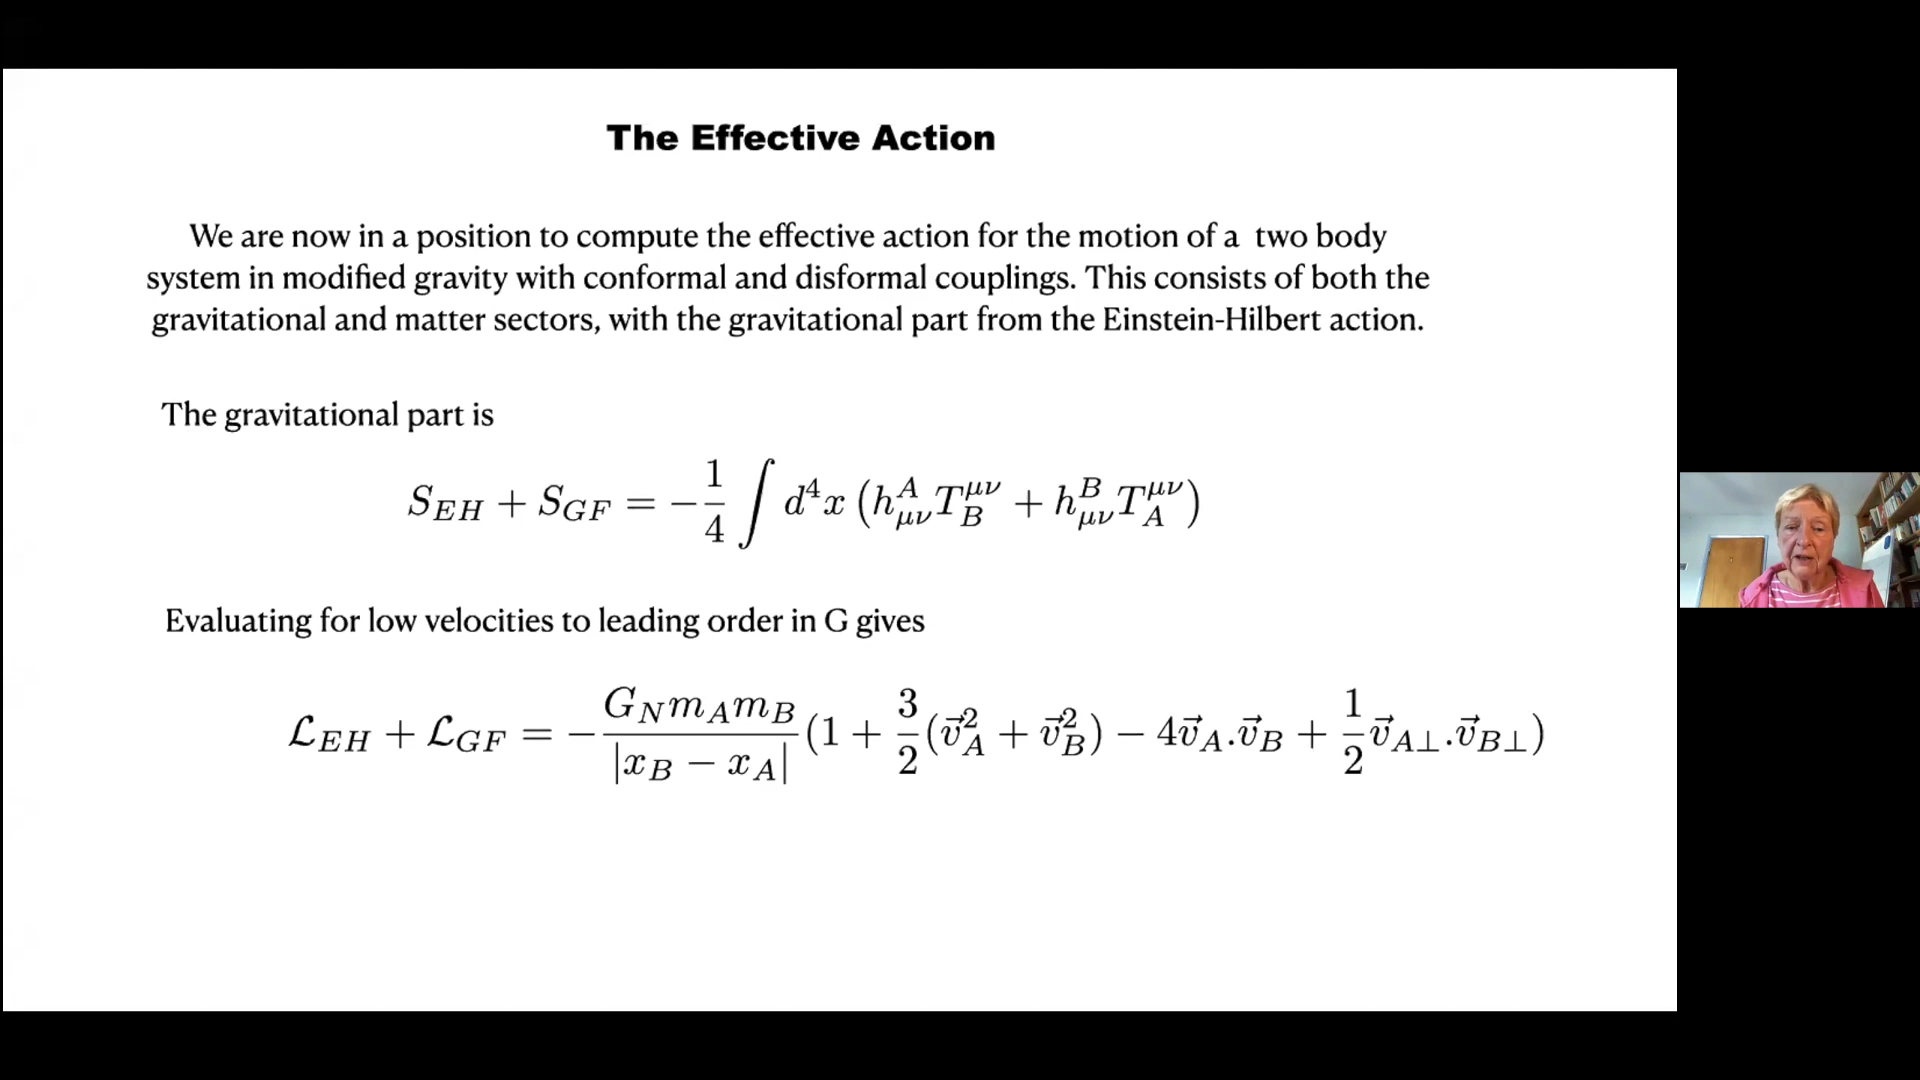 The Effective Action
We are now in a position to compute the effective action for the motion of a two body
system in modified gravity with conformal and disformal couplings. This consists of both the
gravitational and matter sectors, with the gravitational part from the Einstein-Hilbert action.
The gravitational part is
$S_{EH} + S_{GF} = -\frac{1}{4} \int d^4x \, (h^A_{\mu\nu} T^{\mu\nu}_B + h^B_{\mu\nu} T^{\mu\nu}_A)$
Evaluating for low velocities to leading order in G gives
$\mathcal{L}_{EH} + \mathcal{L}_{GF} = -\frac{G_N m_A m_B}{|x_B - x_A|} (1 + \frac{3}{2}(\vec{v}_A^2 + \vec{v}_B^2) - 4\vec{v}_A.\vec{v}_B + \frac{1}{2}\vec{v}_{A\perp}.\vec{v}_{B\perp})$